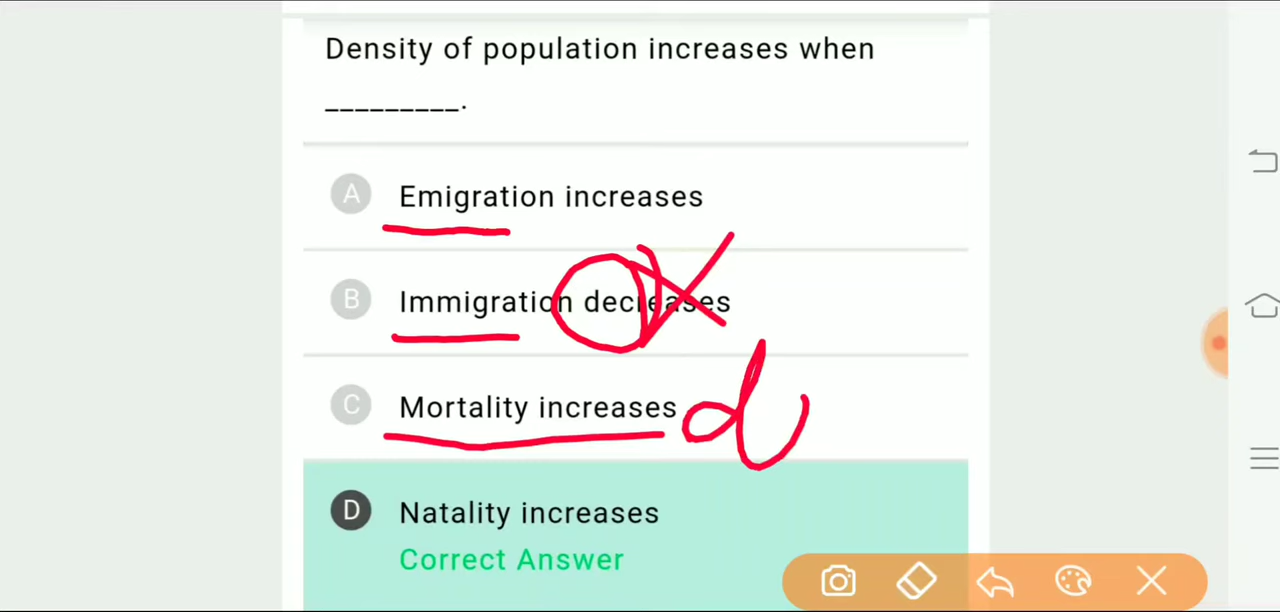 Density of population increases when
_________.
A Emigration increases
B Immigration decreases
C Mortality increases d
D Natality increases
Correct Answer